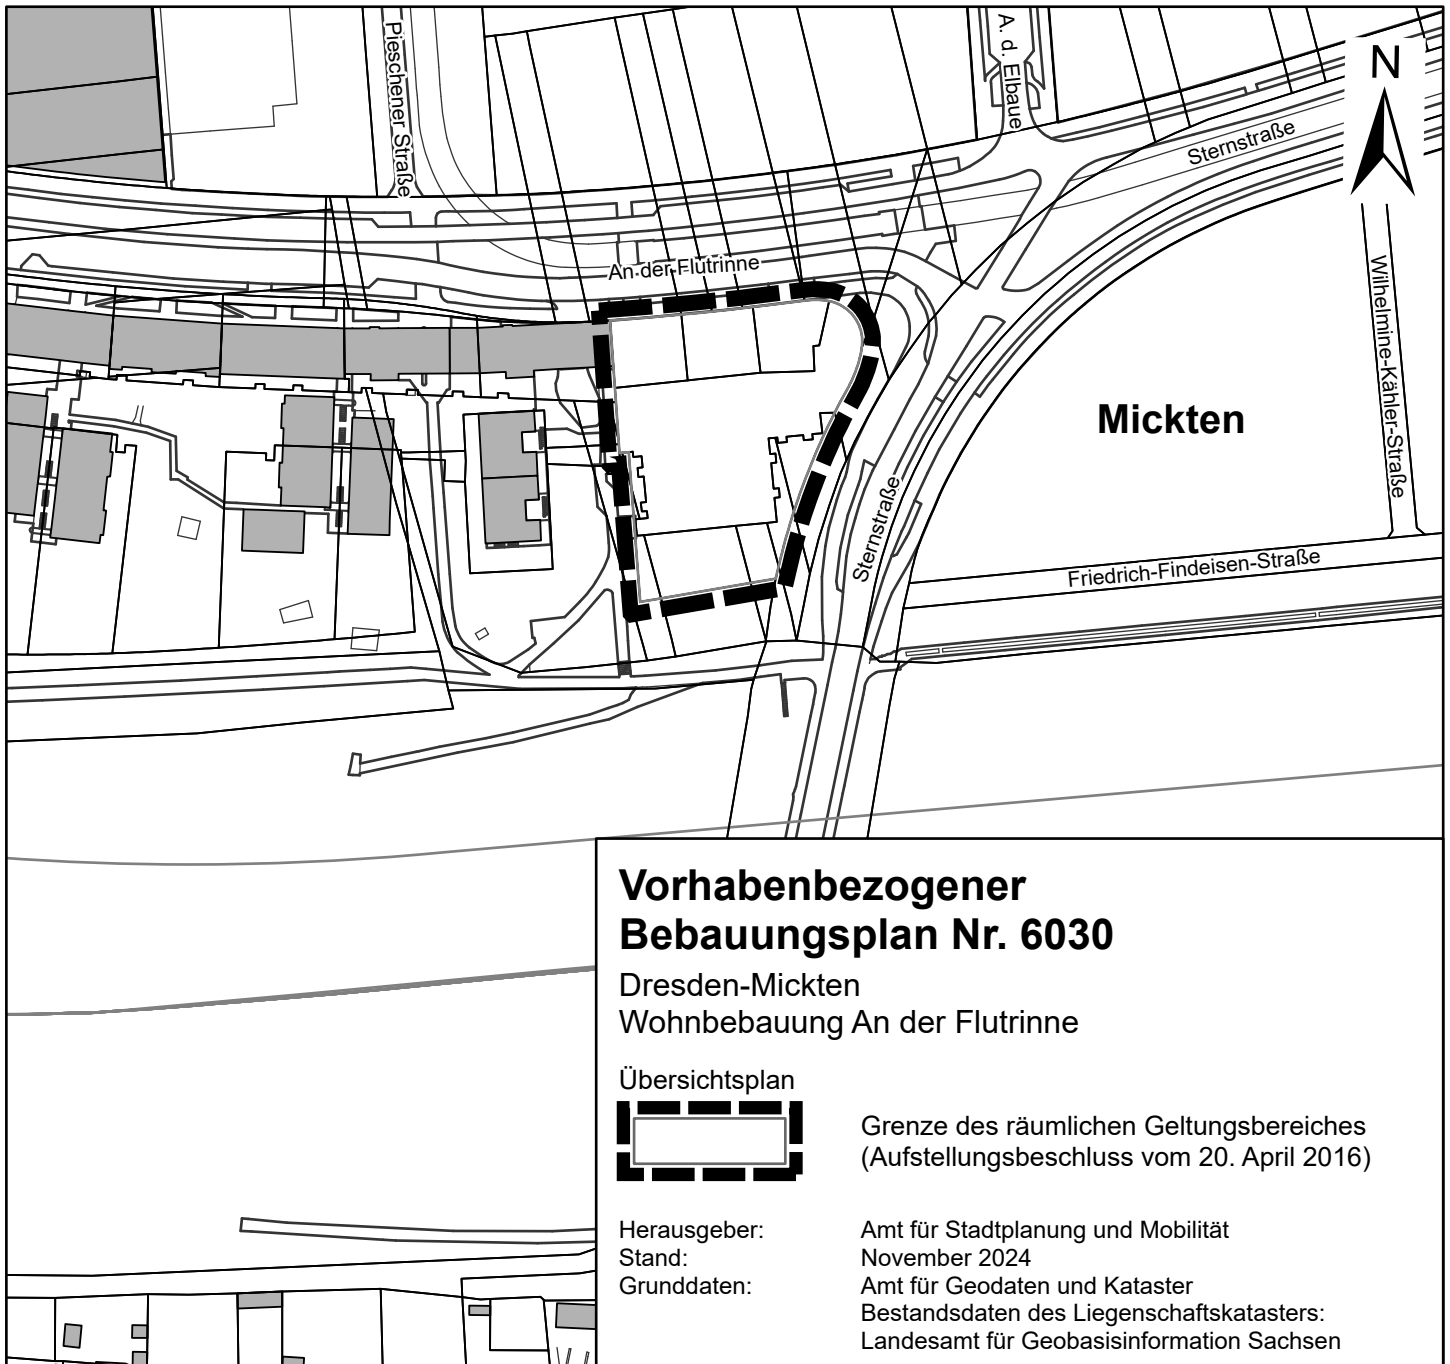 Pieschener Straße
A. d. Elbaue
N
Sternstraße
An der Flutrinne
Wilhelmine-Kähler-Straße
Mickten
Sternstraße
Friedrich-Findeisen-Straße
Vorhabenbezogener
Bebauungsplan Nr. 6030
Dresden-Mickten
Wohnbebauung An der Flutrinne
Übersichtsplan
Grenze des räumlichen Geltungsbereiches
(Aufstellungsbeschluss vom 20. April 2016)
Herausgeber: Amt für Stadtplanung und Mobilität
Stand: November 2024
Grunddaten: Amt für Geodaten und Kataster
Bestandsdaten des Liegenschaftskatasters:
Landesamt für Geobasisinformation Sachsen